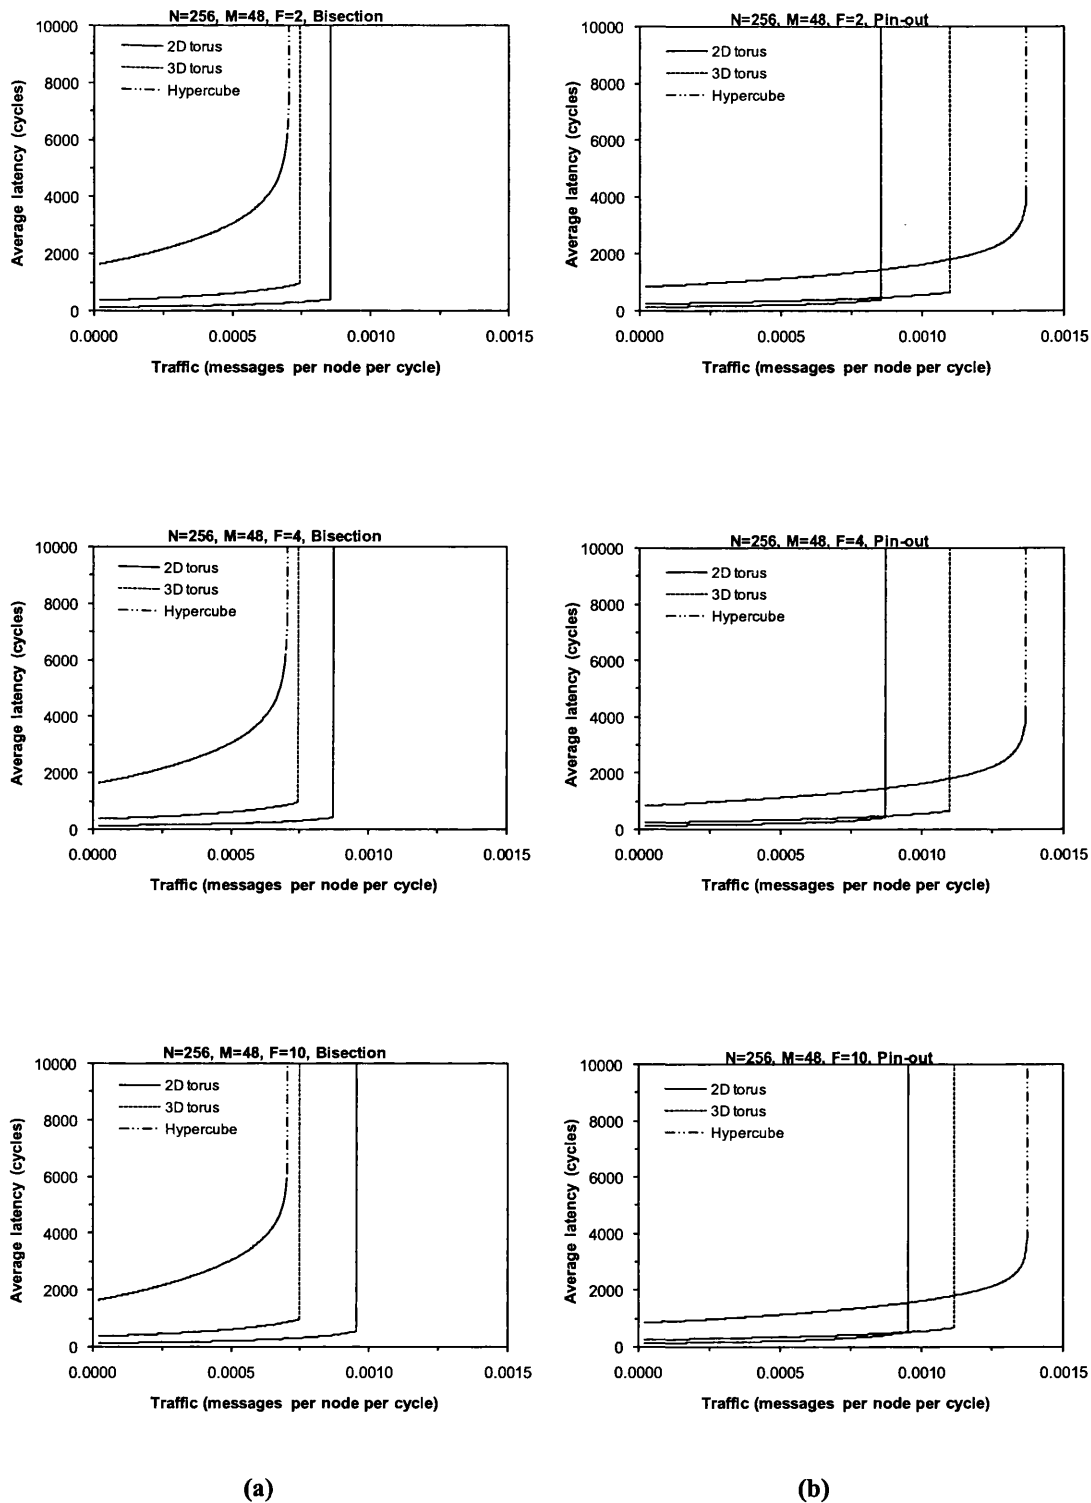 N=256, M=48, F=2, Bisection
10000
8000
6000
4000
2000
0
Average latency (cycles)
2D torus
3D torus
Hypercube
0.0000 0.0005 0.0010 0.0015
Traffic (messages per node per cycle)
N=256, M=48, F=2, Pin-out
10000
8000
6000
4000
2000
0
Average latency (cycles)
2D torus
3D torus
Hypercube
0.0000 0.0005 0.0010 0.0015
Traffic (messages per node per cycle)
N=256, M=48, F=4, Bisection
10000
8000
6000
4000
2000
0
Average latency (cycles)
2D torus
3D torus
Hypercube
0.0000 0.0005 0.0010 0.0015
Traffic (messages per node per cycle)
N=256, M=48, F=4, Pin-out
10000
8000
6000
4000
2000
0
Average latency (cycles)
2D torus
3D torus
Hypercube
0.0000 0.0005 0.0010 0.0015
Traffic (messages per node per cycle)
N=256, M=48, F=10, Bisection
10000
8000
6000
4000
2000
0
Average latency (cycles)
2D torus
3D torus
Hypercube
0.0000 0.0005 0.0010 0.0015
Traffic (messages per node per cycle)
N=256, M=48, F=10, Pin-out
10000
8000
6000
4000
2000
0
Average latency (cycles)
2D torus
3D torus
Hypercube
0.0000 0.0005 0.0010 0.0015
Traffic (messages per node per cycle)
(a)
(b)